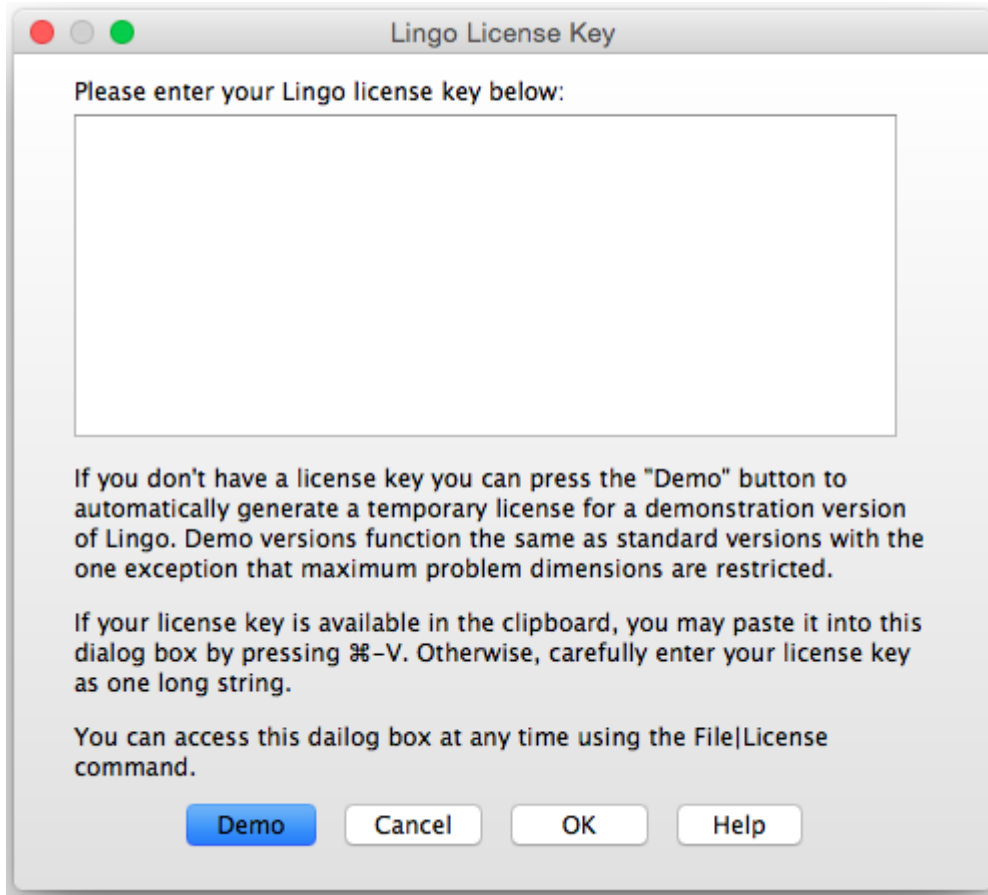 Lingo License Key
Please enter your Lingo license key below:
If you don't have a license key you can press the "Demo" button to
automatically generate a temporary license for a demonstration version
of Lingo. Demo versions function the same as standard versions with the
one exception that maximum problem dimensions are restricted.
If your license key is available in the clipboard, you may paste it into this
dialog box by pressing ⌘-V. Otherwise, carefully enter your license key
as one long string.
You can access this dailog box at any time using the File|License
command.
Demo Cancel OK Help